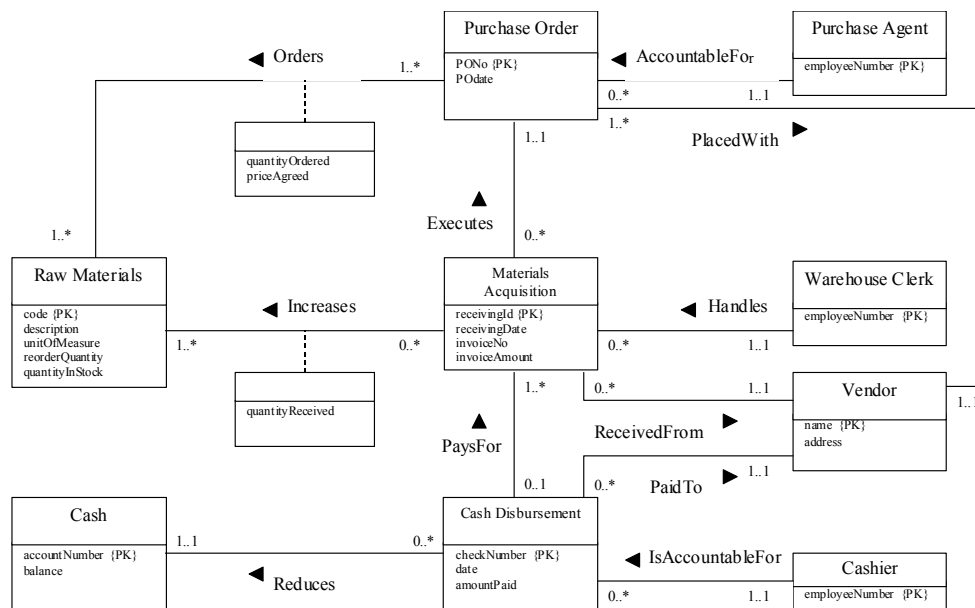 Purchase Order
PONo {PK}
POdate
Purchase Agent
employeeNumber {PK}
Orders
1..*
AccountableFor
0..*
1..1
1..*
1..1
PlacedWith
quantityOrdered
priceAgreed
Executes
1..*
0..*
Raw Materials
code {PK}
description
unitOfMeasure
reorderQuantity
quantityInStock
Increases
1..*
0..*
quantityReceived
Materials
Acquisition
receivingId {PK}
receivingDate
invoiceNo
invoiceAmount
Handles
0..*
1..1
Warehouse Clerk
employeeNumber {PK}
1..*
0..*
1..1
ReceivedFrom
Vendor
name {PK}
address
1..1
PaysFor
0..1
0..*
PaidTo
1..1
Cash
accountNumber {PK}
balance
1..1
0..*
Reduces
Cash Disbursement
checkNumber {PK}
date
amountPaid
IsAccountableFor
0..*
1..1
Cashier
employeeNumber {PK}